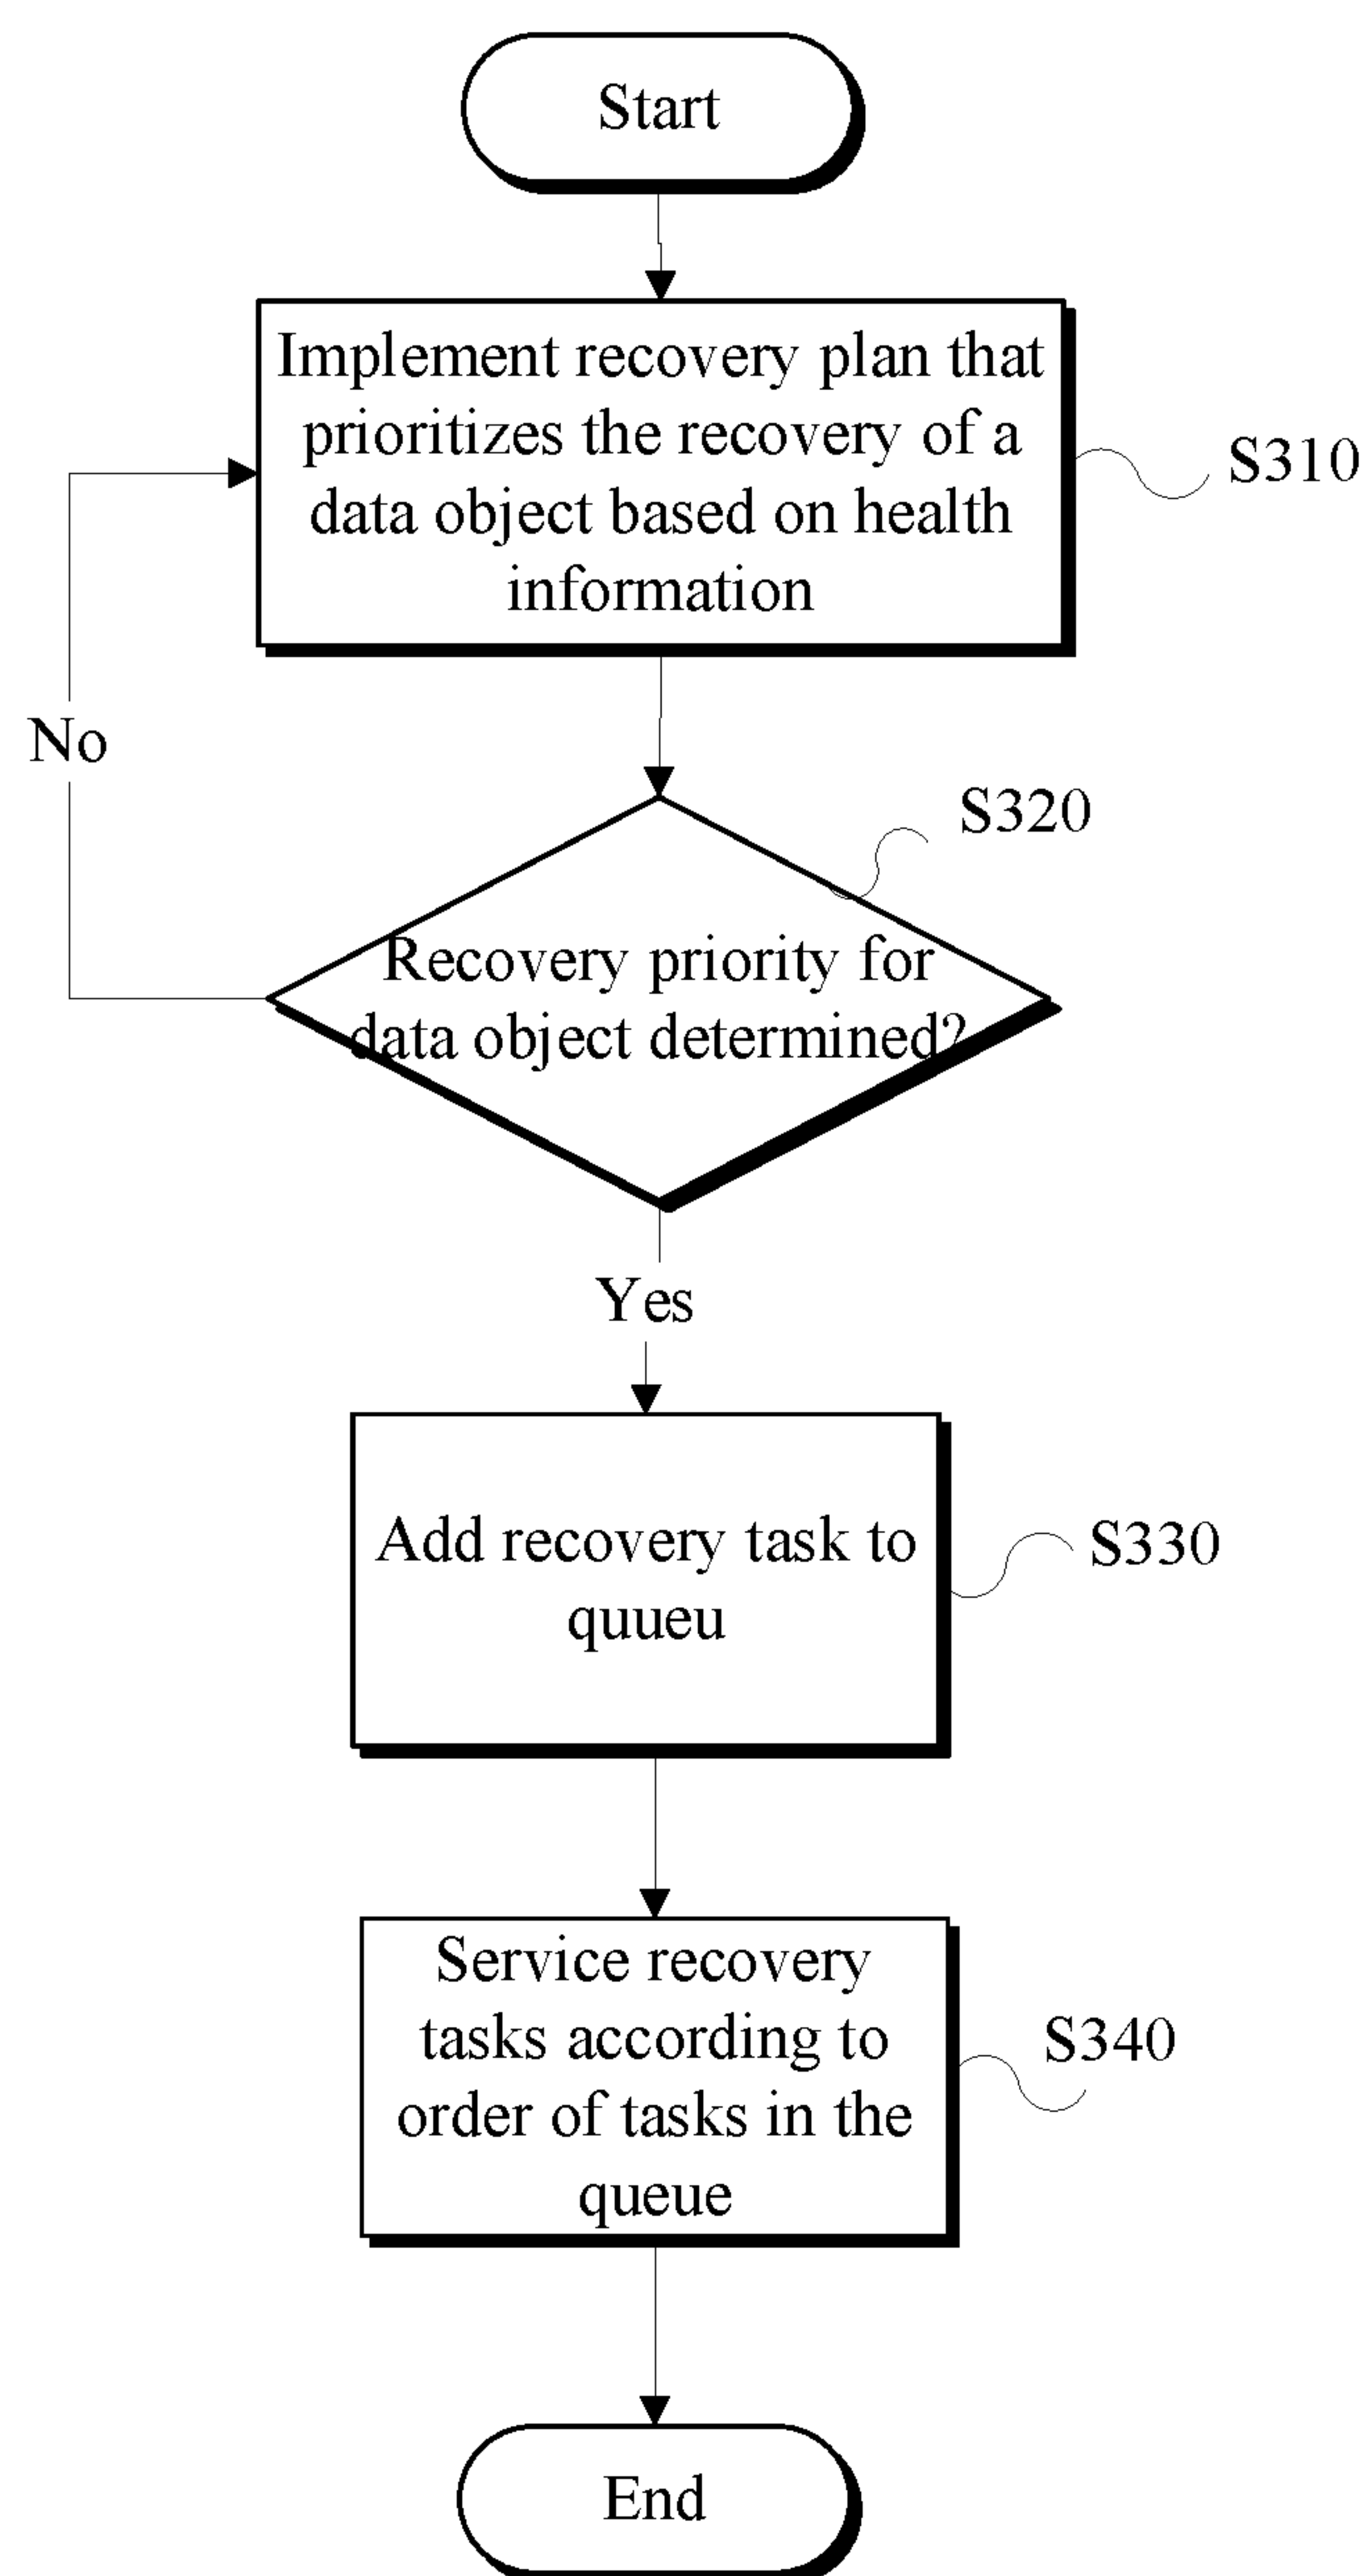 Start
Implement recovery plan that
prioritizes the recovery of a
data object based on health
information
S310
No
S320
Recovery priority for
data object determined?
Yes
Add recovery task to
quueu
S330
Service recovery
tasks according to
order of tasks in the
queue
S340
End